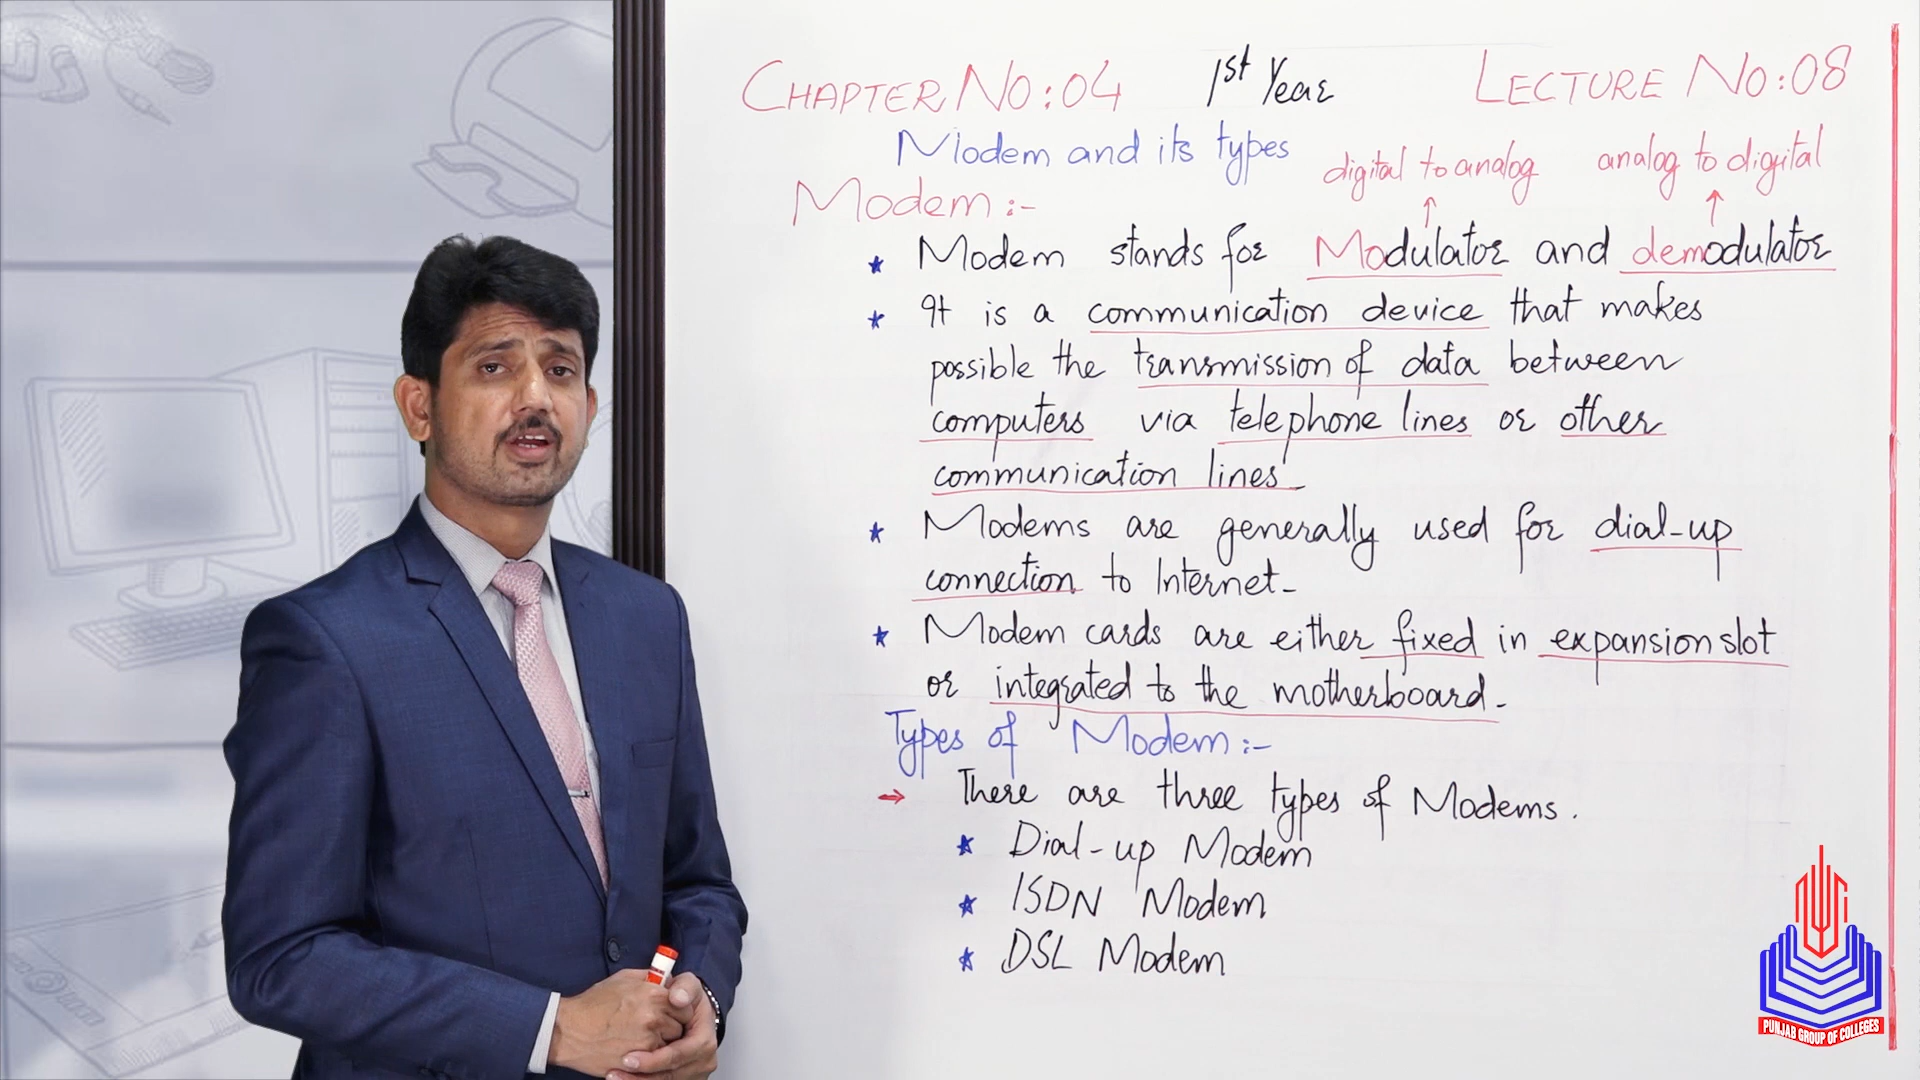 CHAPTER NO:04 1st Year LECTURE NO:08
Modem and its types
digital to analog analog to digital
Modem :-
Modem stands for Modulator and demodulator
It is a communication device that makes
possible the transmission of data between
computers via telephone lines or other
communication lines
Modems are generally used for dial-up
connection to Internet-
Modem cards are either fixed in expansion slot
or integrated to the motherboard-
Types of Modem:-
There are three types of Modems.
Dial-up Modem
ISDN Modem
DSL Modem
PUNJAB GROUP OF COLLEGES